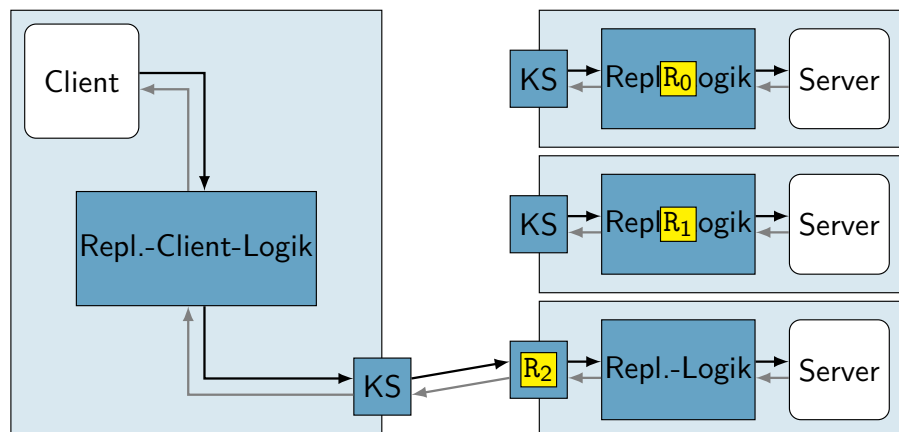 Client
Repl.-Client-Logik
KS
KS
Repl R₀ ogik
Server
KS
Repl R₁ ogik
Server
R₂
Repl.-Logik
Server